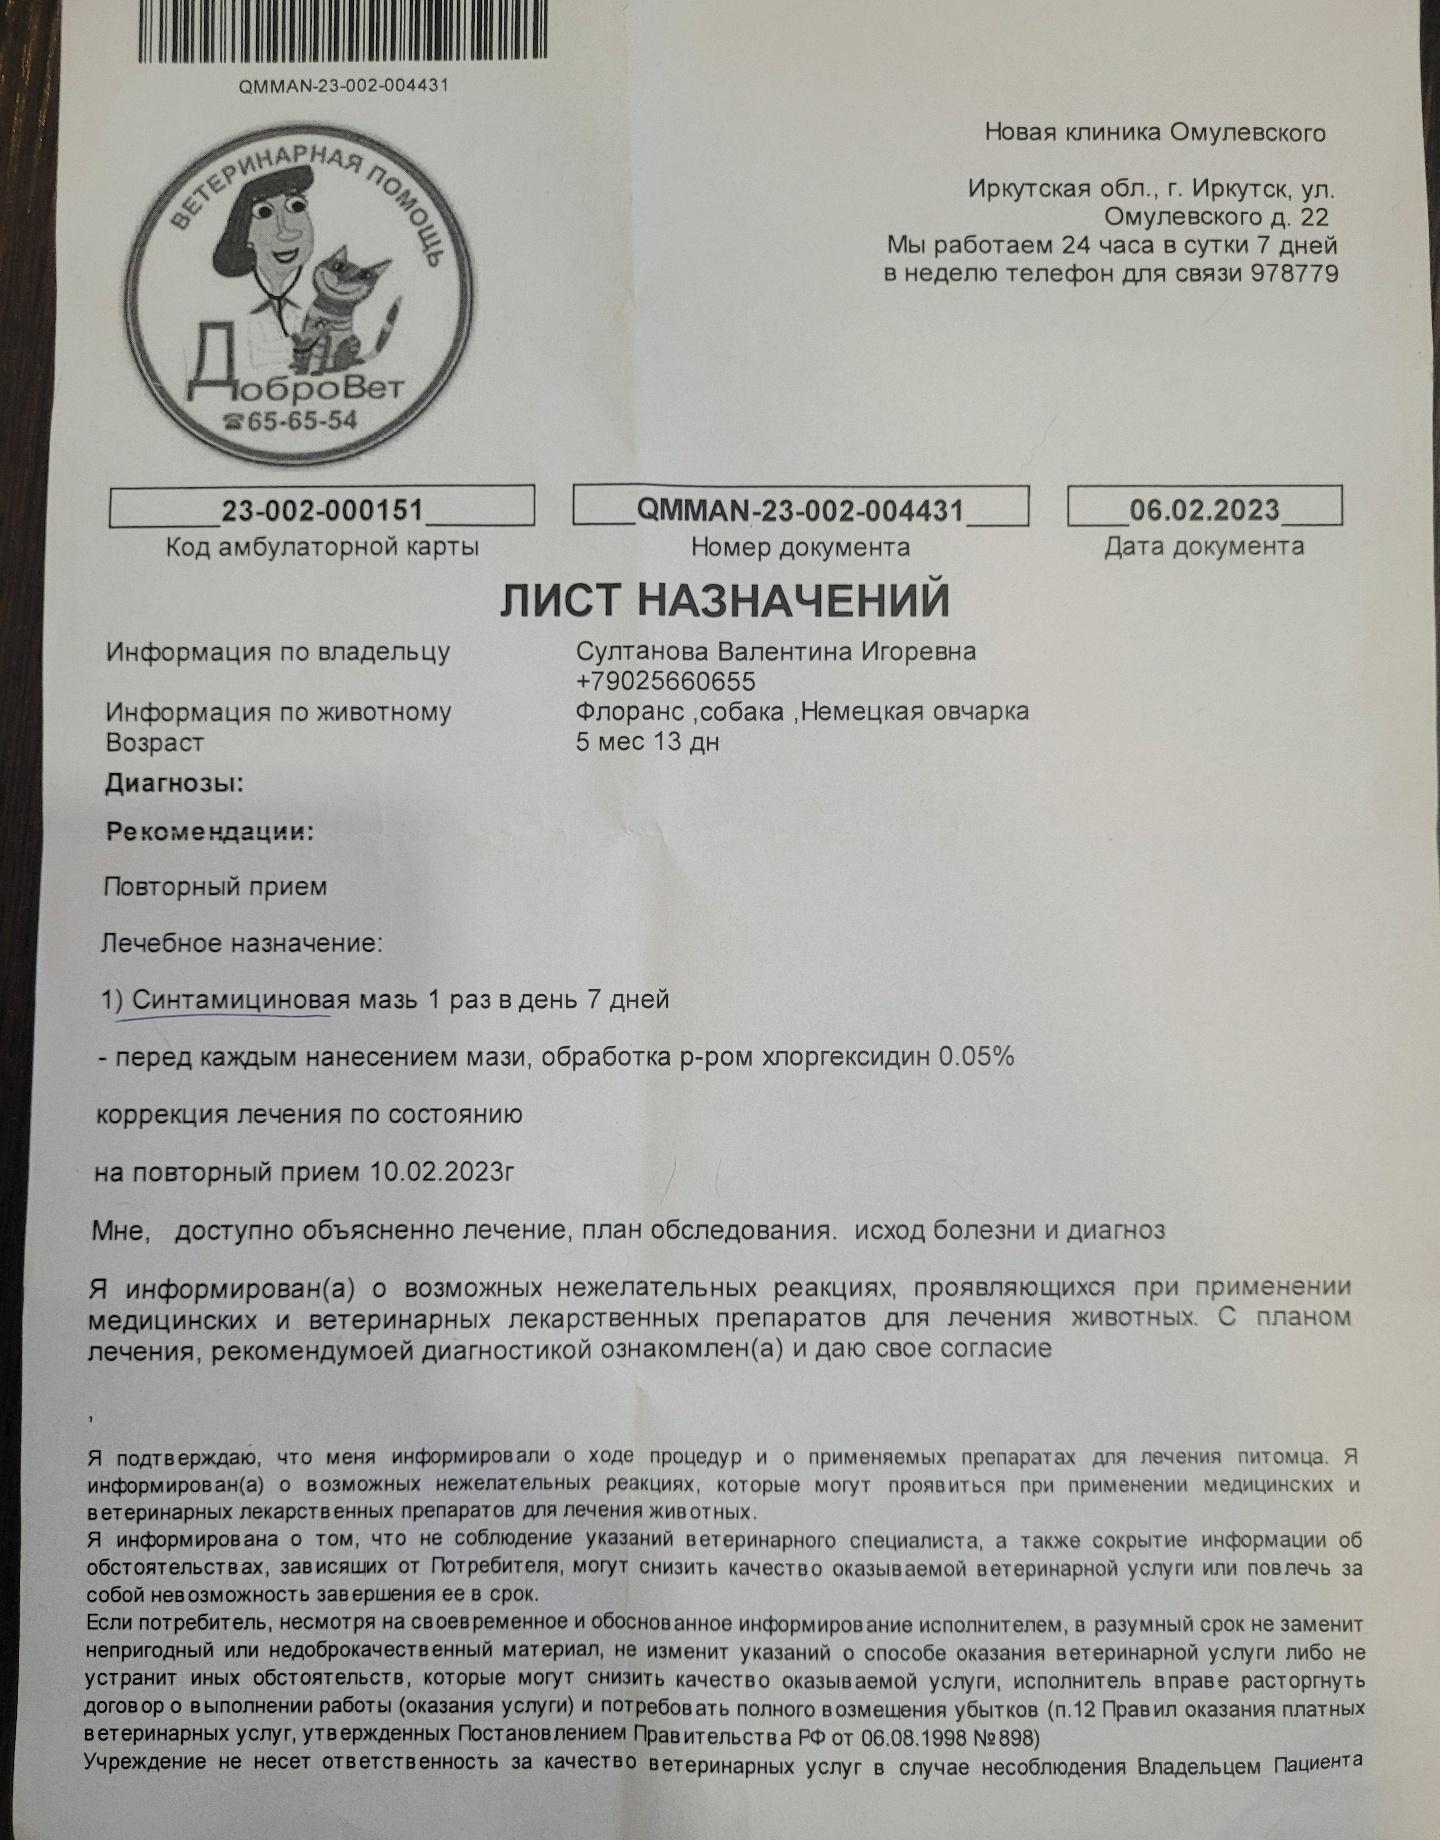 QMMAN-23-002-004431
ВЕТЕРИНАРНАЯ ПОМОЩЬ
ДоброВет
☎65-65-54
Новая клиника Омулевского
Иркутская обл., г. Иркутск, ул.
Омулевского д. 22
Мы работаем 24 часа в сутки 7 дней
в неделю телефон для связи 978779
23-002-000151 QMMAN-23-002-004431 06.02.2023
Код амбулаторной карты Номер документа Дата документа
ЛИСТ НАЗНАЧЕНИЙ
Информация по владельцу Султанова Валентина Игоревна
+79025660655
Информация по животному Флоранс ,собака ,Немецкая овчарка
Возраст 5 мес 13 дн
Диагнозы:
Рекомендации:
Повторный прием
Лечебное назначение:
1) Синтамициновая мазь 1 раз в день 7 дней
- перед каждым нанесением мази, обработка р-ром хлоргексидин 0.05%
коррекция лечения по состоянию
на повторный прием 10.02.2023г
Мне, доступно объясненно лечение, план обследования. исход болезни и диагноз
Я информирован(а) о возможных нежелательных реакциях, проявляющихся при применении
медицинских и ветеринарных лекарственных препаратов для лечения животных. С планом
лечения, рекомендумоей диагностикой ознакомлен(а) и даю свое согласие
,
Я подтверждаю, что меня информировали о ходе процедур и о применяемых препаратах для лечения питомца. Я
информирован(а) о возможных нежелательных реакциях, которые могут проявиться при применении медицинских и
ветеринарных лекарственных препаратов для лечения животных.
Я информирована о том, что не соблюдение указаний ветеринарного специалиста, а также сокрытие информации об
обстоятельствах, зависящих от Потребителя, могут снизить качество оказываемой ветеринарной услуги или повлечь за
собой невозможность завершения ее в срок.
Если потребитель, несмотря на своевременное и обоснованное информирование исполнителем, в разумный срок не заменит
непригодный или недоброкачественный материал, не изменит указаний о способе оказания ветеринарной услуги либо не
устранит иных обстоятельств, которые могут снизить качество оказываемой услуги, исполнитель вправе расторгнуть
договор о выполнении работы (оказания услуги) и потребовать полного возмещения убытков (п.12 Правил оказания платных
ветеринарных услуг, утвержденных Постановлением Правительства РФ от 06.08.1998 №898)
Учреждение не несет ответственность за качество ветеринарных услуг в случае несоблюдения Владельцем Пациента